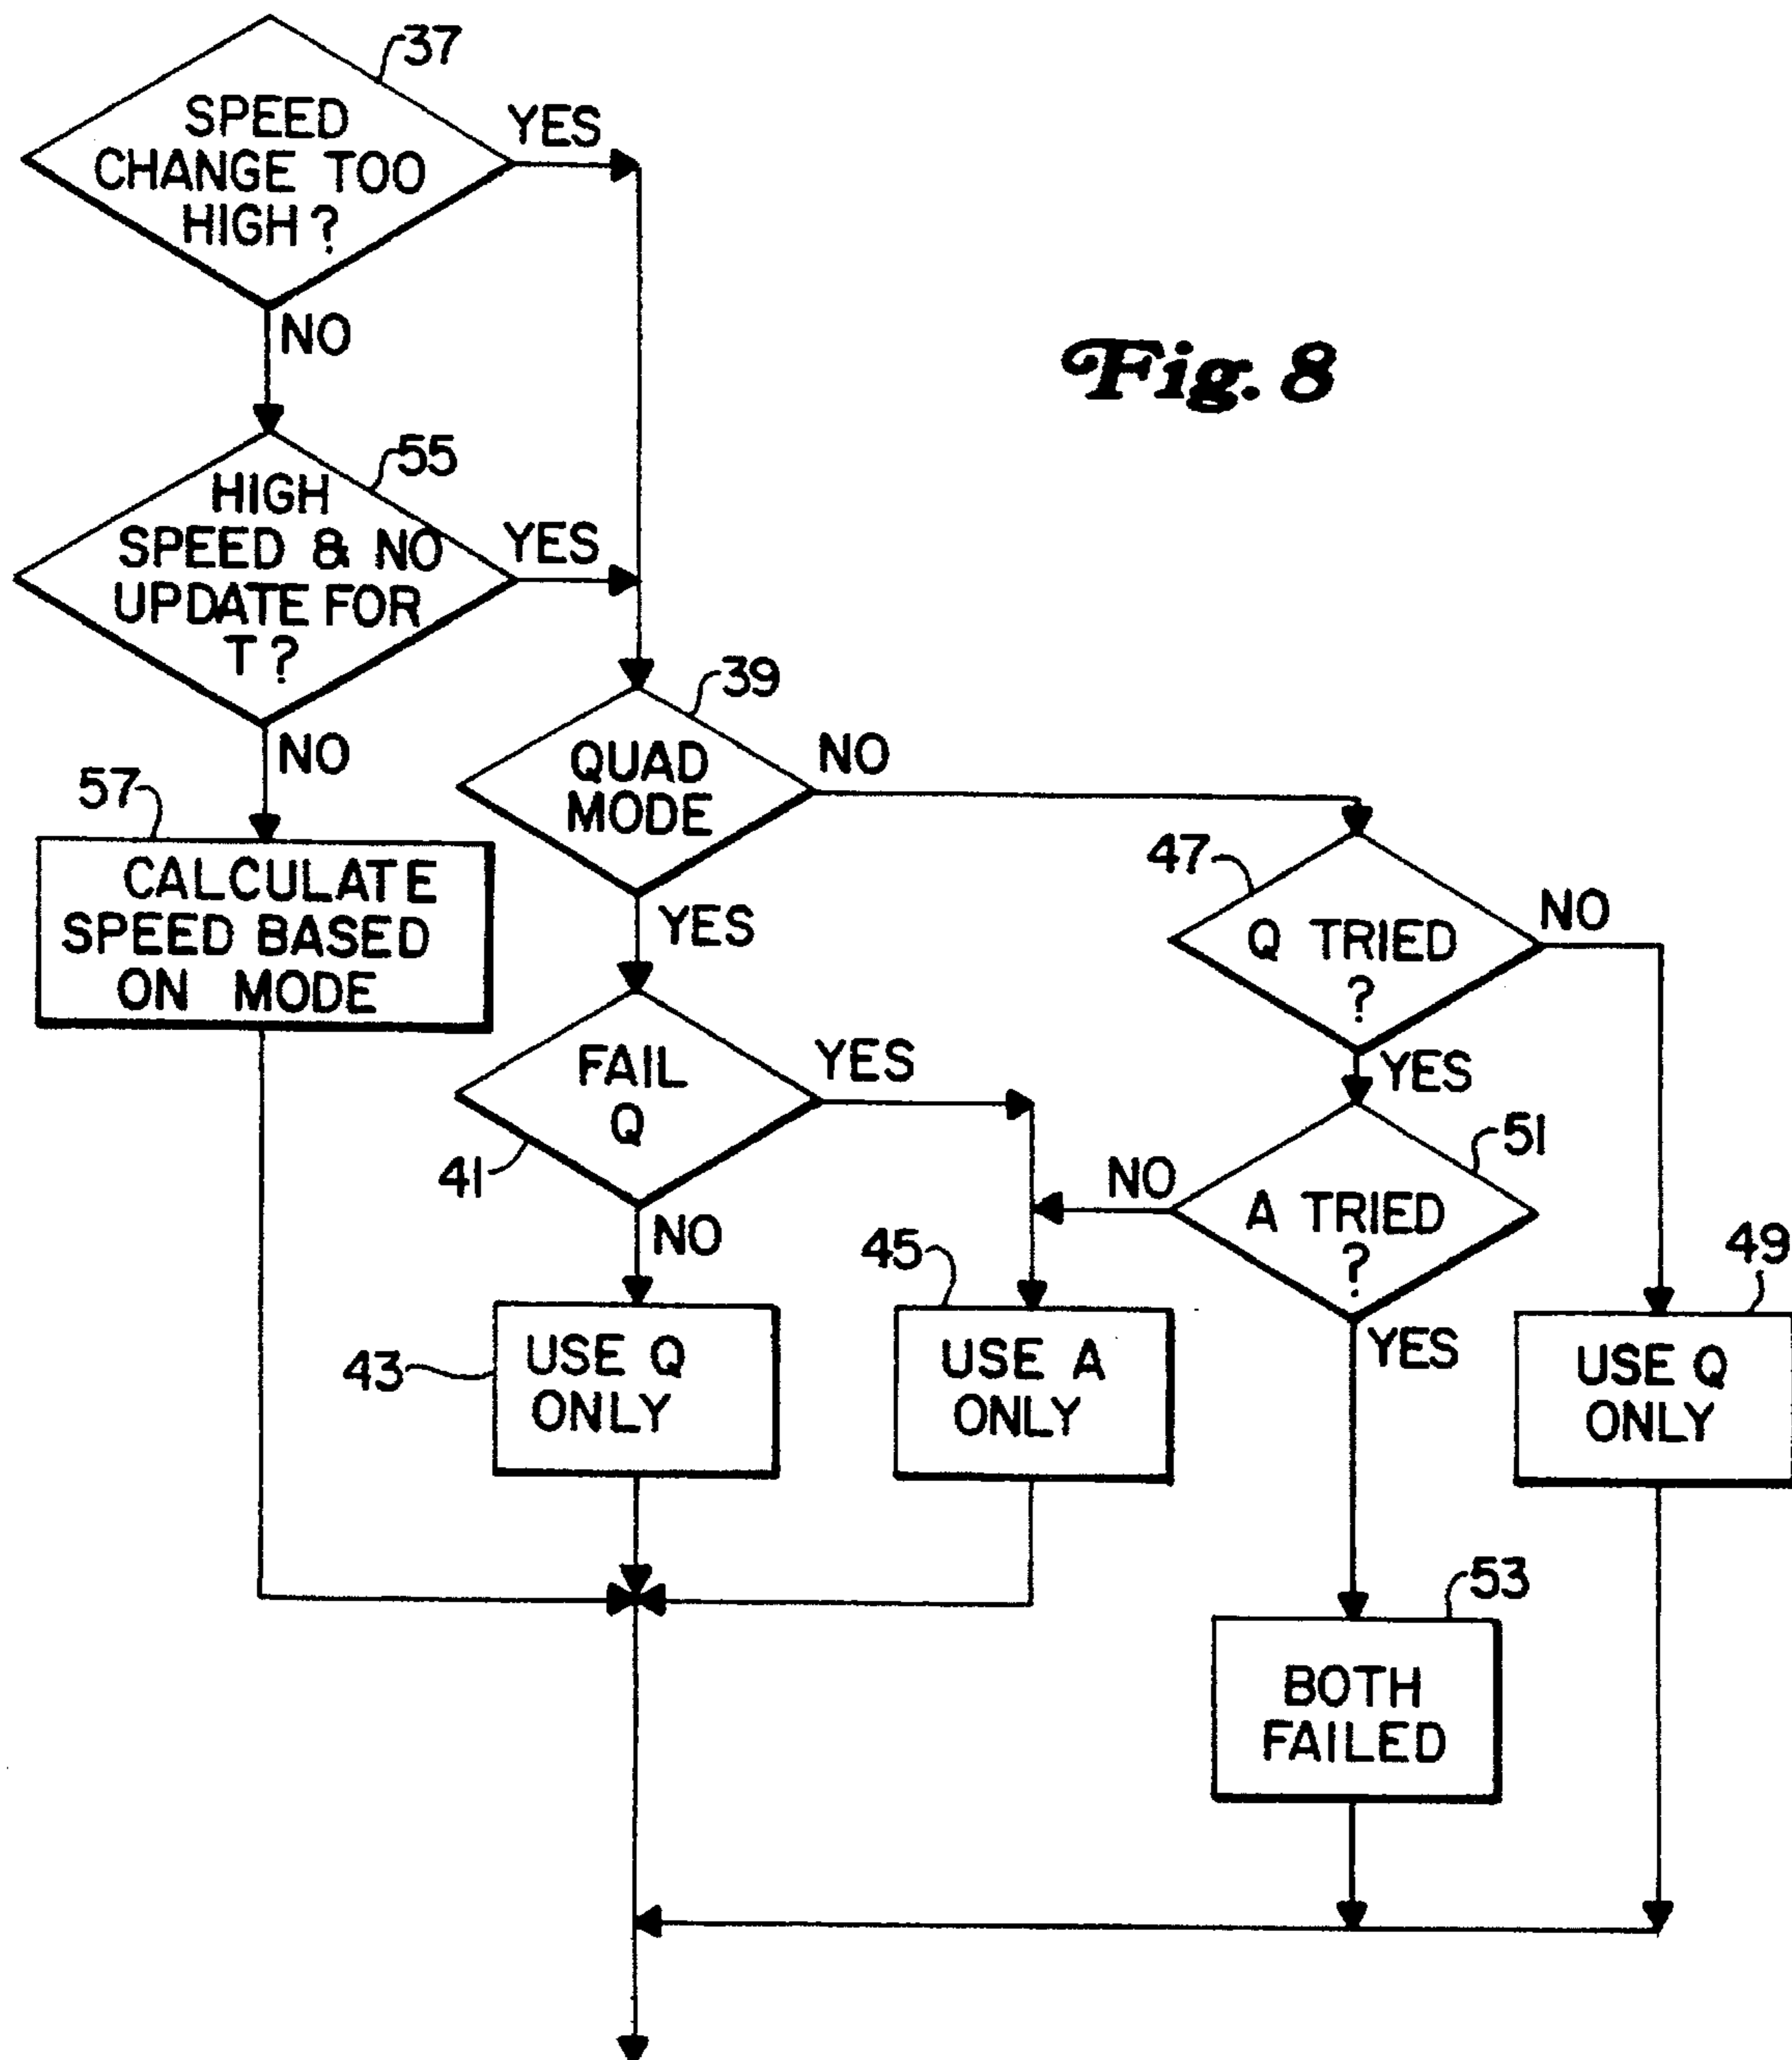 37
SPEED
CHANGE TOO
HIGH?
YES
NO
Fig. 8
55
HIGH
SPEED & NO
UPDATE FOR
T?
YES
NO
39
QUAD
MODE
NO
YES
57
CALCULATE
SPEED BASED
ON MODE
47
Q TRIED
?
NO
YES
FAIL
Q
YES
41
NO
51
A TRIED
?
NO
YES
43
USE Q
ONLY
45
USE A
ONLY
49
USE Q
ONLY
53
BOTH
FAILED